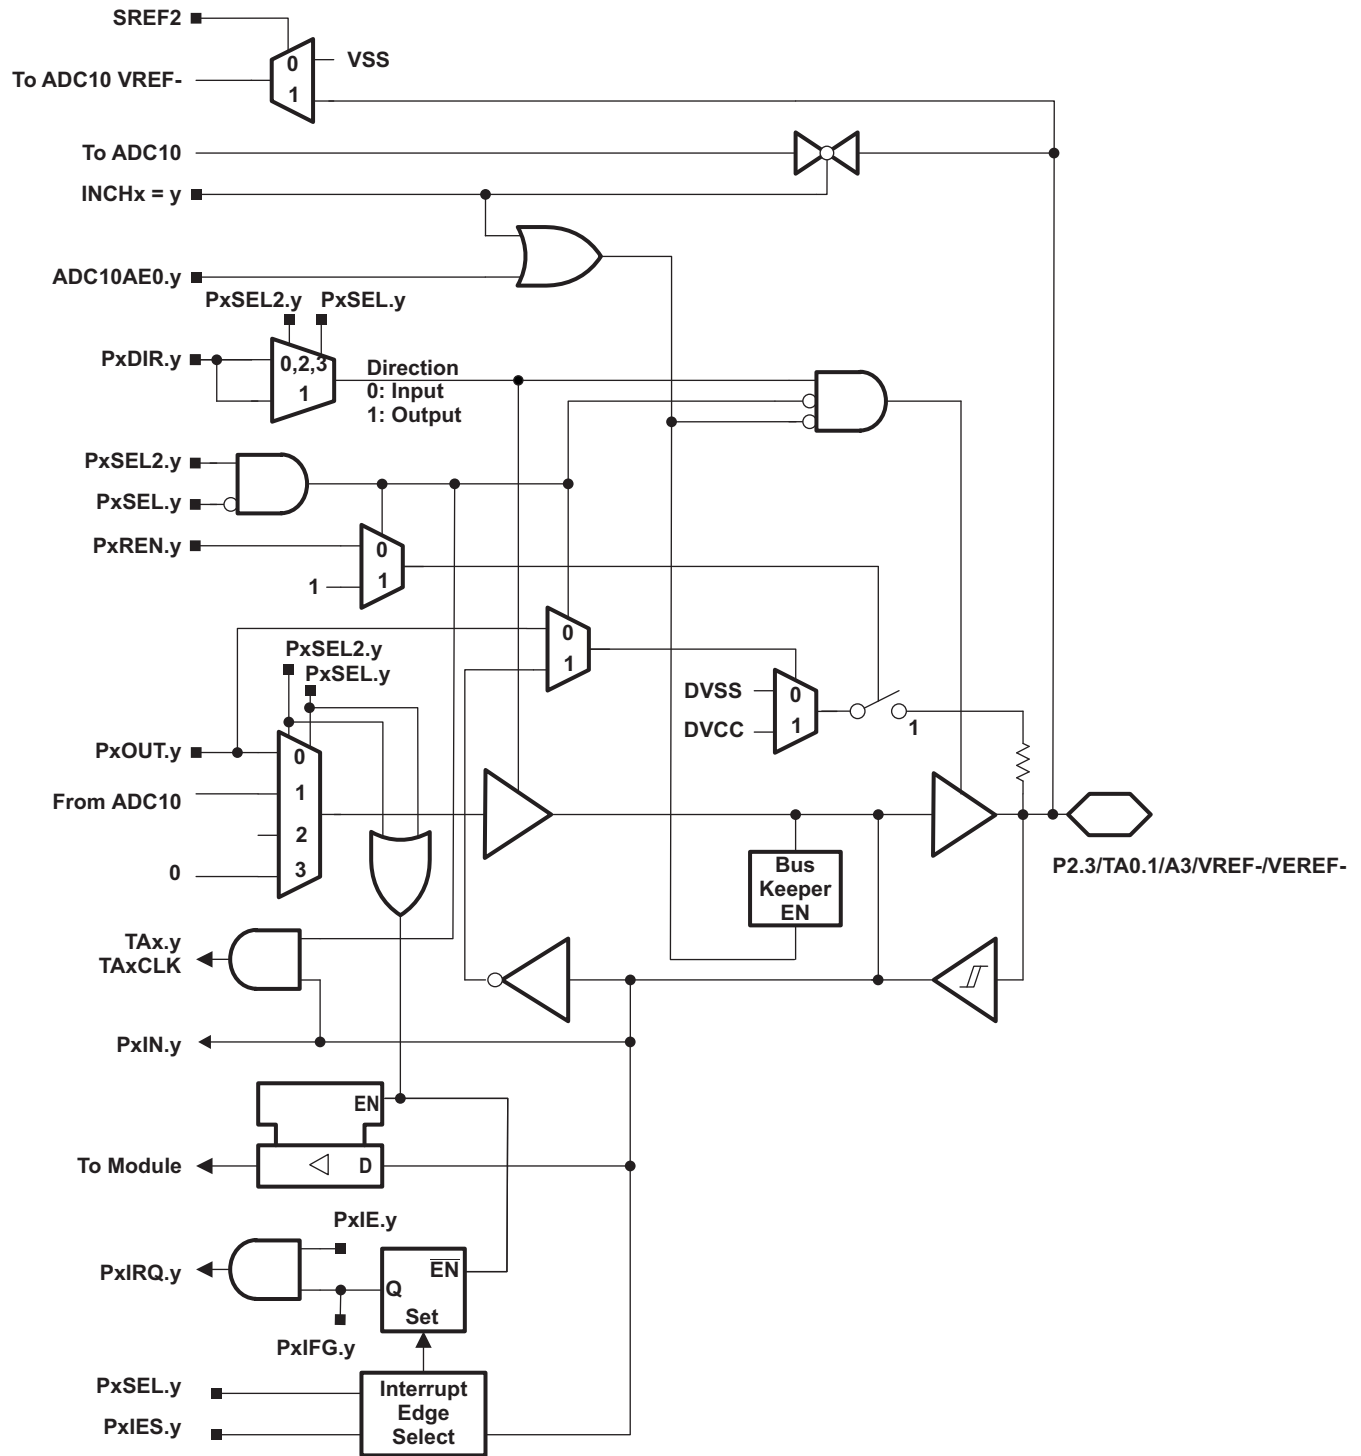 SREF2
0
VSS
To ADC10 VREF-
1
To ADC10
INCHx = y
ADC10AE0.y
PxSEL2.y PxSEL.y
PxDIR.y
0,2,3
1
Direction
0: Input
1: Output
PxSEL2.y
PxSEL.y
PxREN.y
0
1
1
0
1
PxSEL2.y
PxSEL.y
DVSS
0
DVCC
1
1
PxOUT.y
0
From ADC10
1
2
0
3
Bus
Keeper
EN
P2.3/TA0.1/A3/VREF-/VEREF-
TAx.y
TAxCLK
PxIN.y
EN
To Module
D
PxIE.y
PxIRQ.y
EN
Q
Set
PxIFG.y
PxSEL.y
PxIES.y
Interrupt
Edge
Select